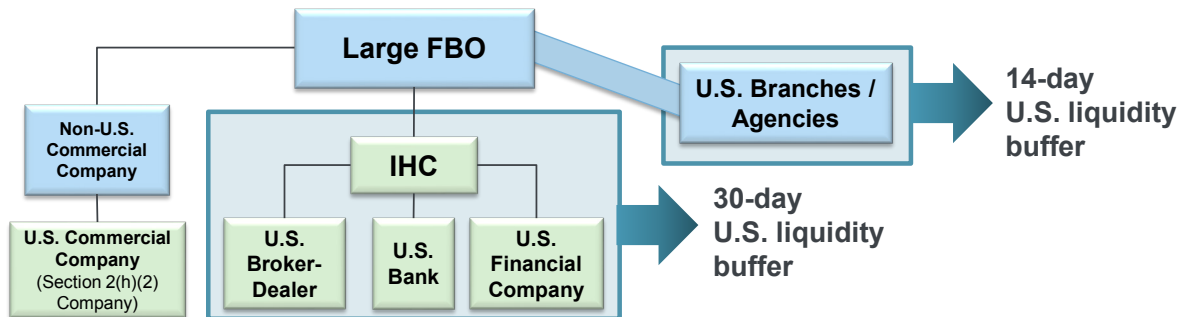 Large FBO
U.S. Branches /
Agencies
14-day
U.S. liquidity
buffer
Non-U.S.
Commercial
Company
IHC
30-day
U.S. liquidity
buffer
U.S. Commercial
Company
(Section 2(h)(2)
Company)
U.S.
Broker-
Dealer
U.S.
Bank
U.S.
Financial
Company